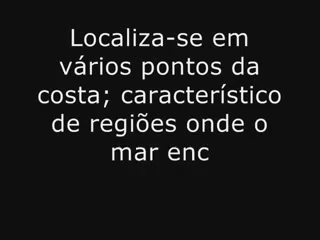 Localiza-se em
vários pontos da
costa; característico
de regiões onde o
mar enc